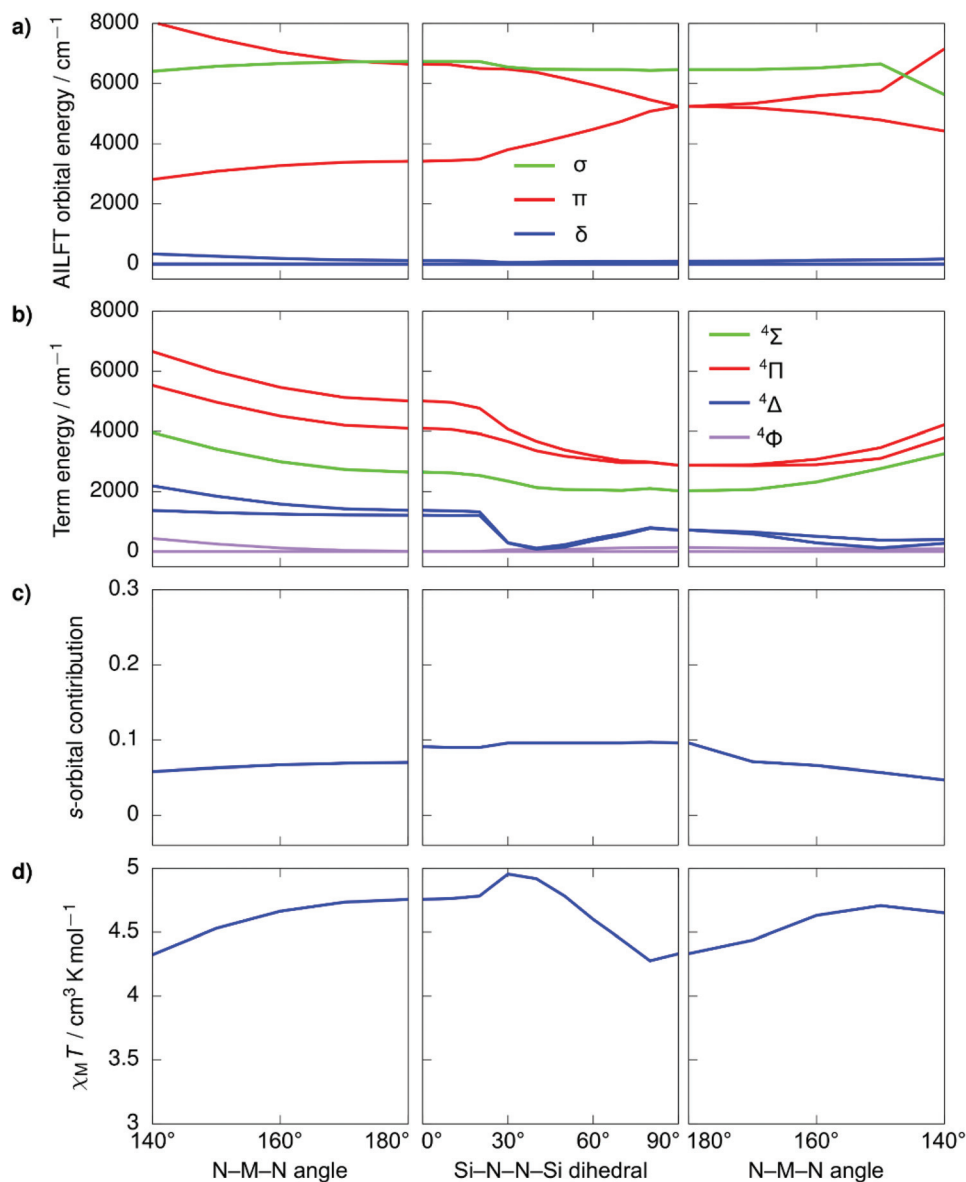 a)
AILFT orbital energy / cm−1
8000
6000
4000
2000
0
σ
π
δ
b)
Term energy / cm−1
8000
6000
4000
2000
0
4Σ
4Π
4Δ
4Φ
c)
s-orbital contiribution
0.3
0.2
0.1
0
d)
χMT / cm3 K mol−1
5
4.5
4
3.5
3
140° 160° 180° 0° 30° 60° 90° 180° 160° 140°
N–M–N angle Si–N–N–Si dihedral N–M–N angle